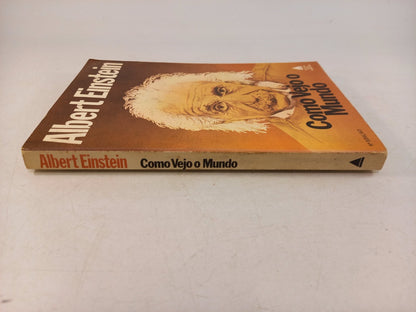 Albert Einstein
Como Vejo o
Mundo
Albert Einstein Como Vejo o Mundo